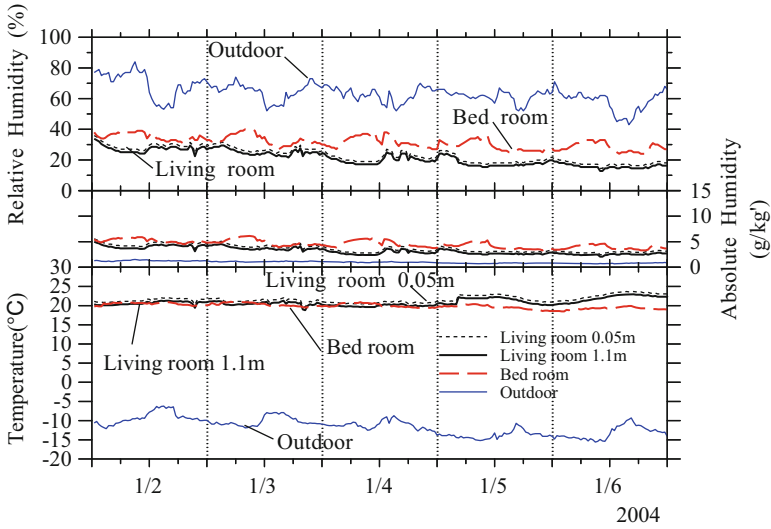 Relative Humidity (%)
100
80
60
40
20
0
Outdoor
Bed room
Living room
Absolute Humidity
(g/kg')
15
10
5
0
Temperature(°C)
30
25
20
15
10
5
0
-5
-10
-15
-20
Living room 0.05m
Living room 1.1m
Bed room
Living room 0.05m
Living room 1.1m
Bed room
Outdoor
Outdoor
1/2
1/3
1/4
1/5
1/6
2004